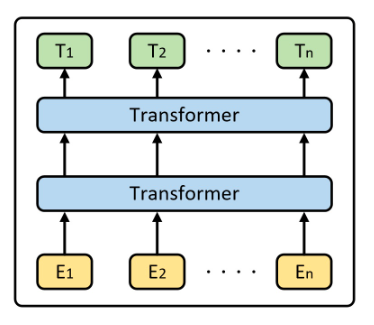 T1 T2 .... Tn
Transformer
Transformer
E1 E2 .... En